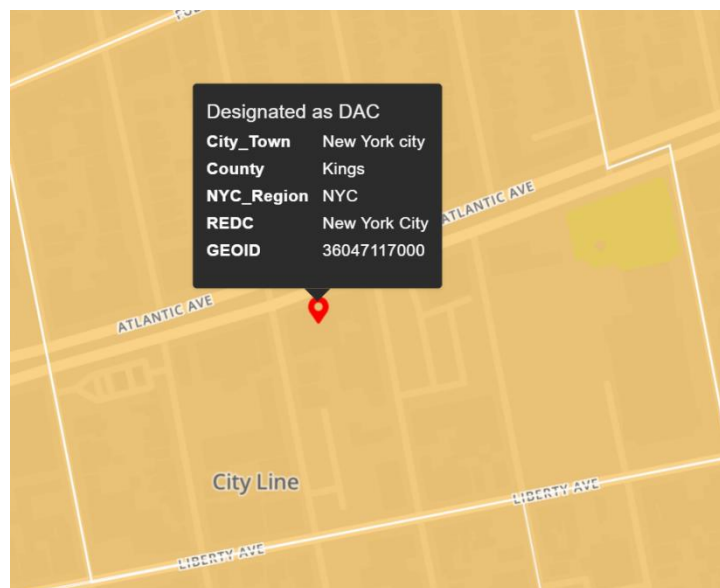 Designated as DAC
City_Town New York city
County Kings
NYC_Region NYC
REDC New York City
GEOID 36047117000
ATLANTIC AVE
ATLANTIC AVE
City Line
LIBERTY AVE
LIBERTY AVE